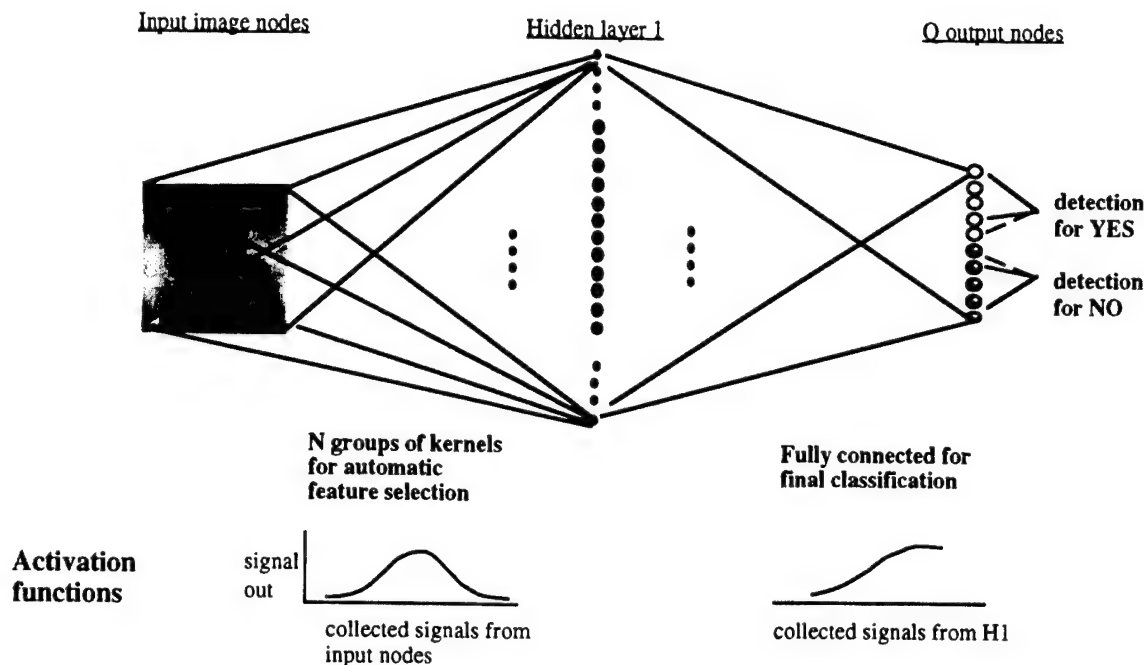 Input image nodes
Hidden layer 1
Q output nodes
detection
for YES
detection
for NO
N groups of kernels
for automatic
feature selection
Fully connected for
final classification
Activation
functions
signal
out
collected signals from
input nodes
collected signals from H1